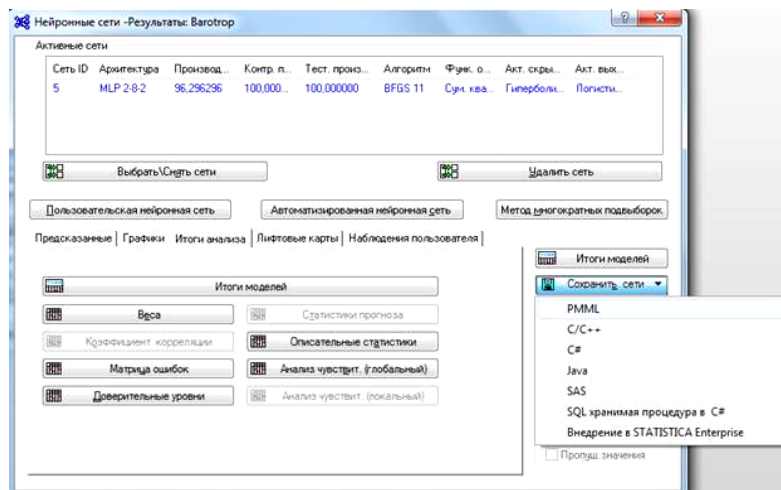 Нейронные сети -Результаты: Barotrop
Активные сети
Сеть ID Архитектура Производ... Контр. п... Тест. произ... Алгоритм Функ. о... Акт. скры... Акт. вых...
5 MLP 2-8-2 96,296296 100,000... 100,000000 BFGS 11 Сум. ква... Гиперболи... Логисти...
Выбрать\Снять сети Удалить сеть
Пользовательская нейронная сеть Автоматизированная нейронная сеть Метод многократных подвыборок
Предсказанные Графики Итоги анализа Лифтовые карты Наблюдения пользователя
Итоги моделей
Итоги моделей
Сохранить сети
Веса Статистики прогноза
Коэффициент корреляции Описательные статистики
Матрица ошибок Анализ чувствит. (глобальный)
Доверительные уровни Анализ чувствит. (локальный)
PMML
C/C++
C#
Java
SAS
SQL хранимая процедура в C#
Внедрение в STATISTICA Enterprise
Пропущ. значения